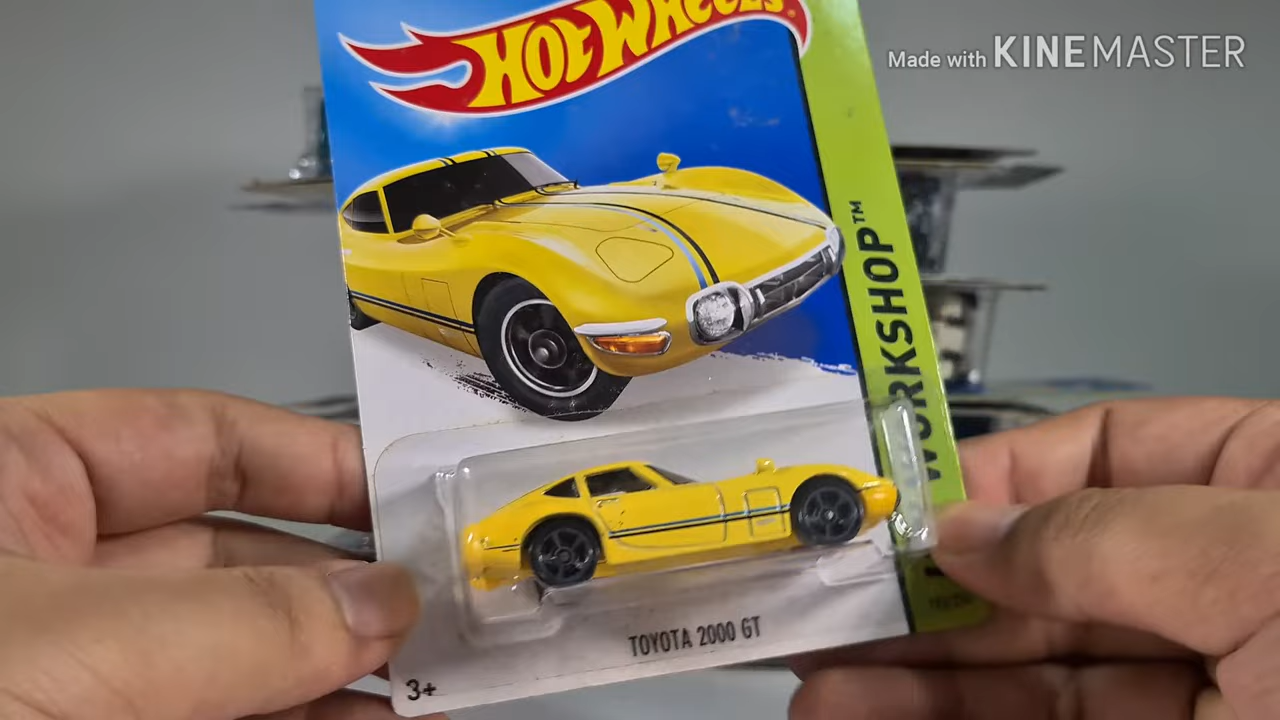 HOT WHEELS
Made with KINEMASTER
WORKSHOP™
TOYOTA 2000 GT
3+